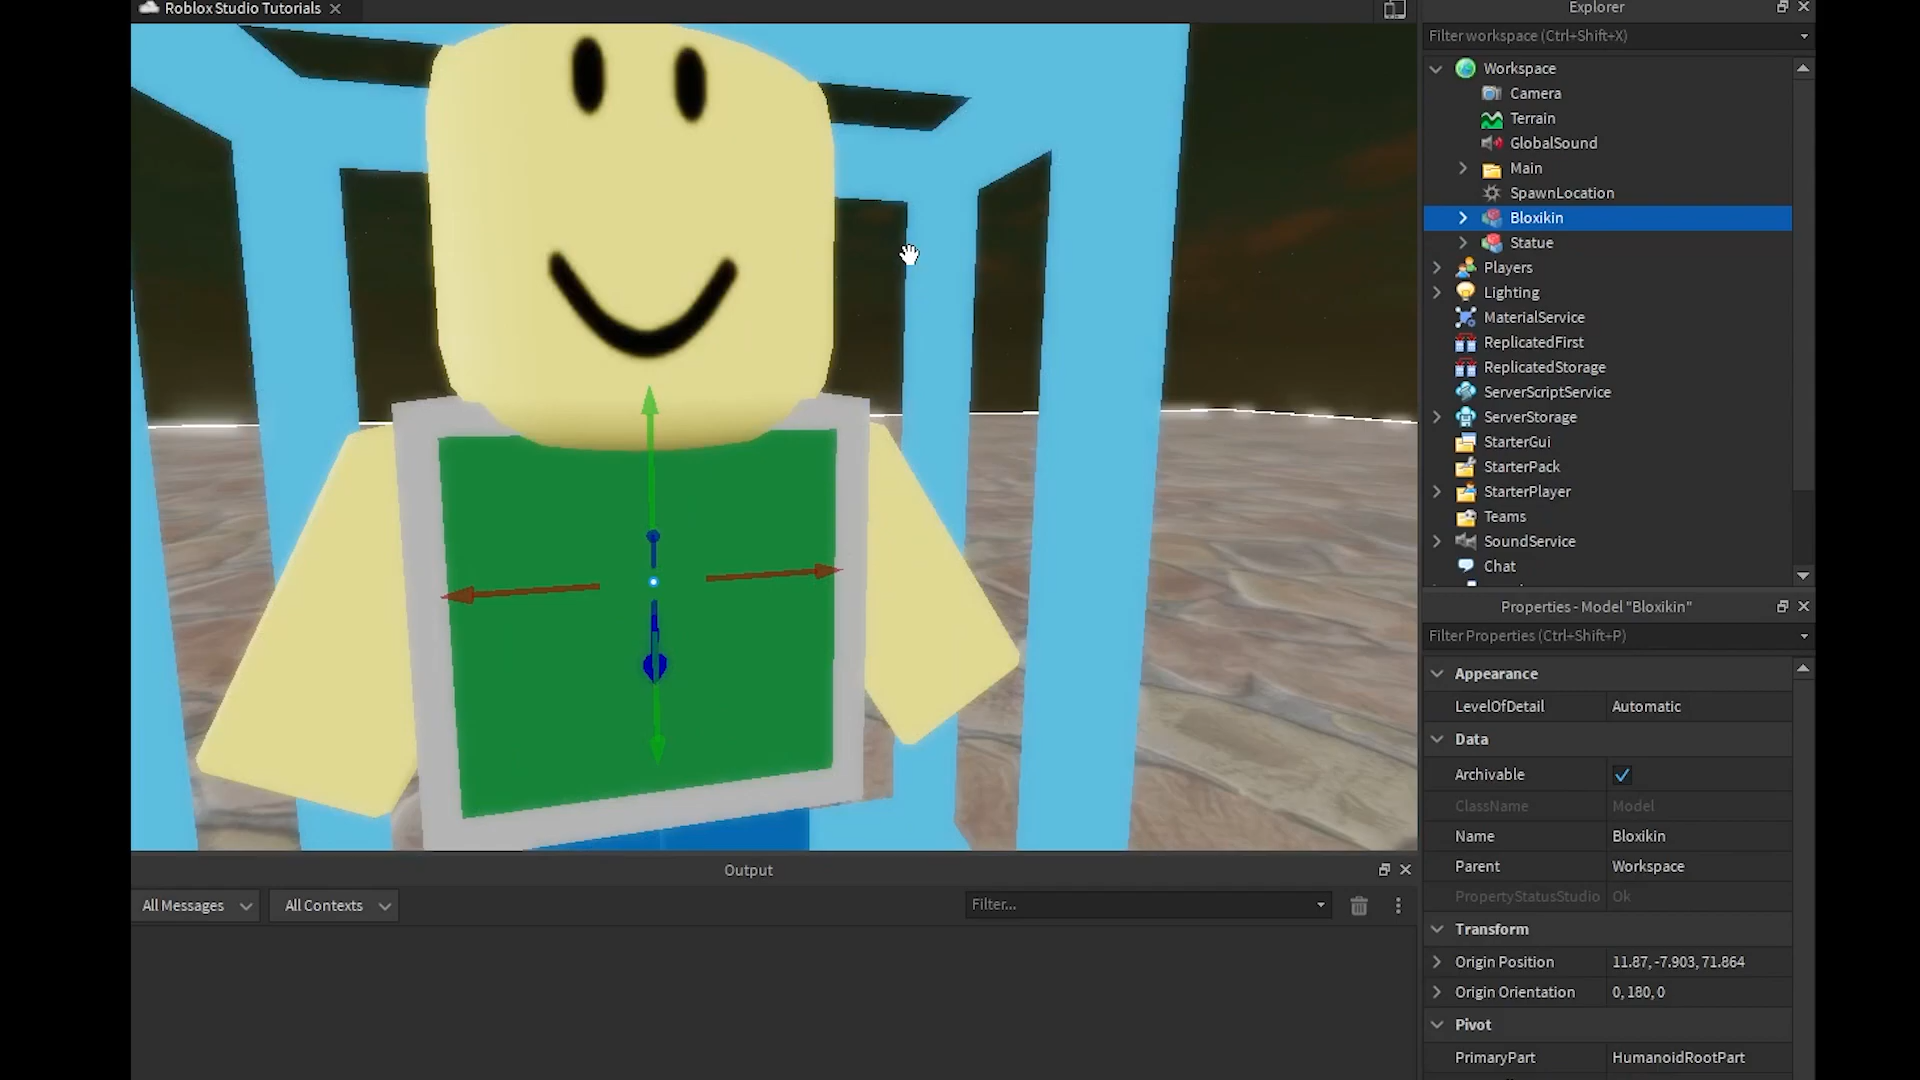 Roblox Studio Tutorials
Explorer
Filter workspace (Ctrl+Shift+X)
Workspace
Camera
Terrain
GlobalSound
Main
SpawnLocation
Bloxikin
Statue
Players
Lighting
MaterialService
ReplicatedFirst
ReplicatedStorage
ServerScriptService
ServerStorage
StarterGui
StarterPack
StarterPlayer
Teams
SoundService
Chat
Properties - Model "Bloxikin"
Filter Properties (Ctrl+Shift+P)
Appearance
LevelOfDetail Automatic
Data
Archivable
ClassName Model
Name Bloxikin
Parent Workspace
PropertyStatusStudio Ok
Transform
Origin Position 11.87, -7.903, 71.864
Origin Orientation 0, 180, 0
Pivot
PrimaryPart HumanoidRootPart
Output
All Messages All Contexts Filter...